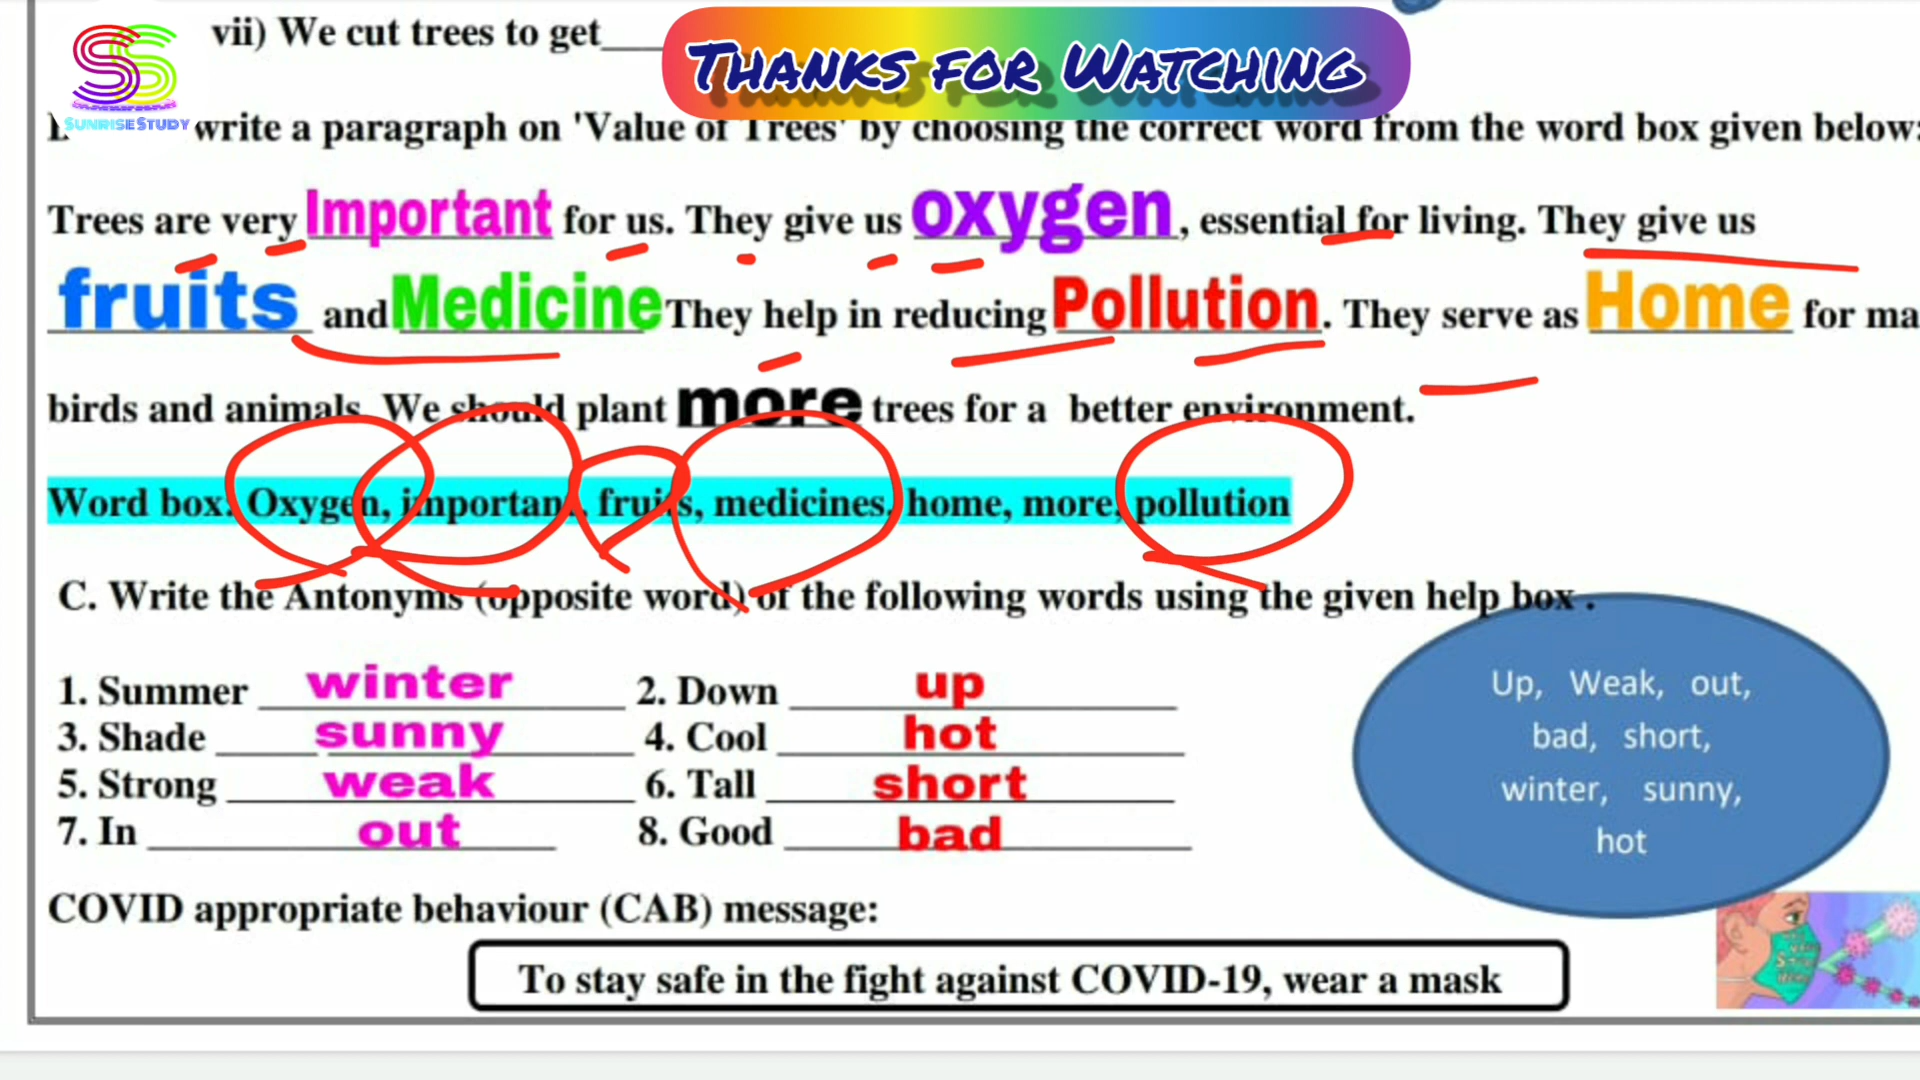 vii) We cut trees to get____
THANKS FOR WATCHING
SUNRISE STUDY
write a paragraph on 'Value of Trees' by choosing the correct word from the word box given below:
Trees are very Important for us. They give us oxygen, essential for living. They give us
fruits and Medicine They help in reducing Pollution. They serve as Home for ma
birds and animals. We should plant more trees for a better environment.
Word box: Oxygen, important, fruits, medicines, home, more, pollution
C. Write the Antonyms (opposite word) of the following words using the given help box .
1. Summer winter 2. Down up
3. Shade sunny 4. Cool hot
5. Strong weak 6. Tall short
7. In out 8. Good bad
Up, Weak, out,
bad, short,
winter, sunny,
hot
COVID appropriate behaviour (CAB) message:
To stay safe in the fight against COVID-19, wear a mask